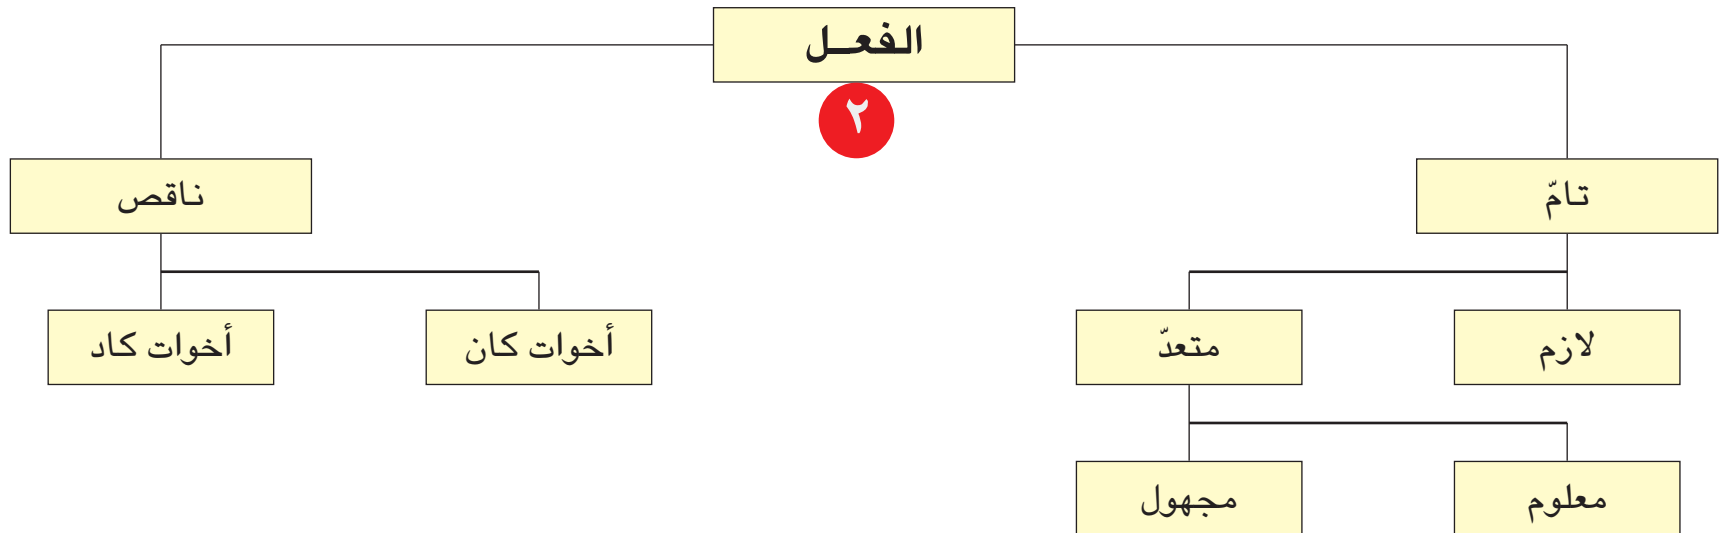 الفعل
٢
تامّ
ناقص
لازم
متعدّ
أخوات كان
أخوات كاد
معلوم
مجهول